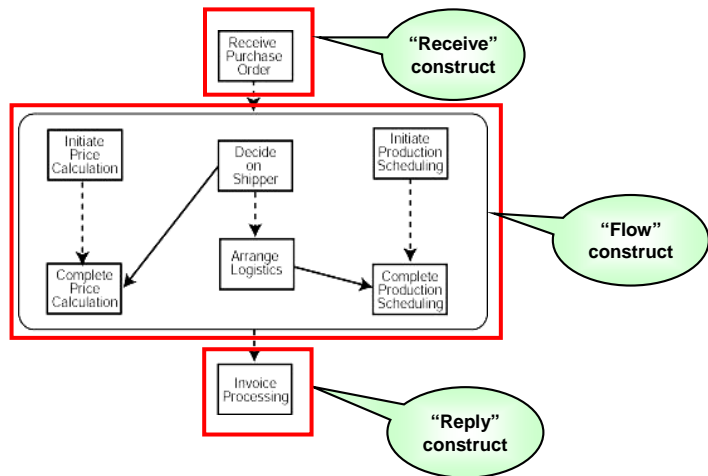 Receive
Purchase
Order
“Receive”
construct
Initiate
Price
Calculation
Decide
on
Shipper
Initiate
Production
Scheduling
“Flow”
construct
Complete
Price
Calculation
Arrange
Logistics
Complete
Production
Scheduling
Invoice
Processing
“Reply”
construct